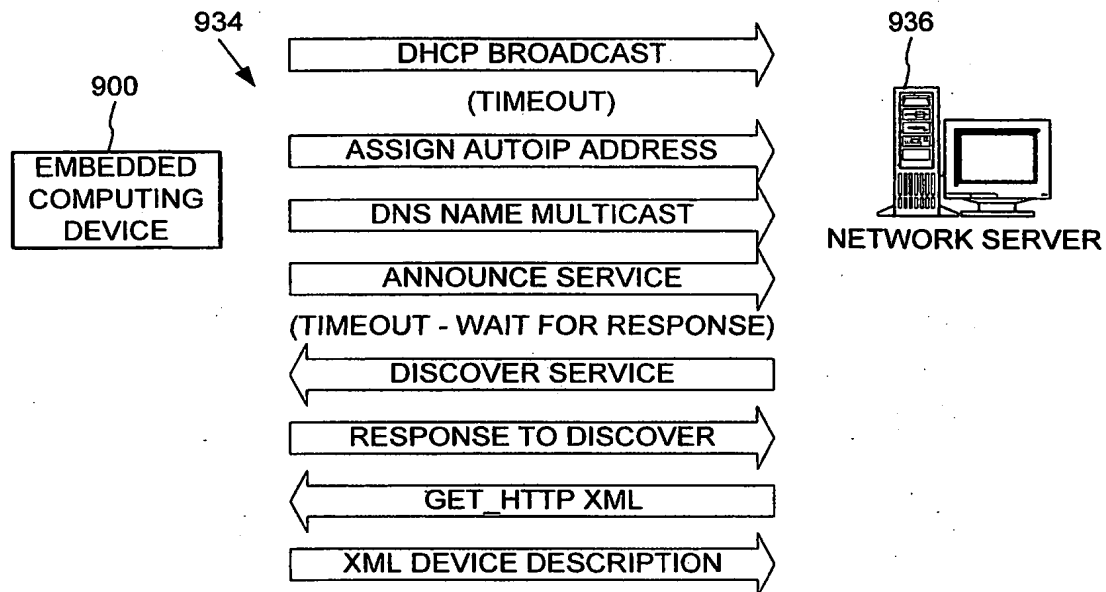 934
936
DHCP BROADCAST
900
(TIMEOUT)
EMBEDDED
COMPUTING
DEVICE
ASSIGN AUTOIP ADDRESS
DNS NAME MULTICAST
NETWORK SERVER
ANNOUNCE SERVICE
(TIMEOUT - WAIT FOR RESPONSE)
DISCOVER SERVICE
RESPONSE TO DISCOVER
GET_HTTP XML
XML DEVICE DESCRIPTION